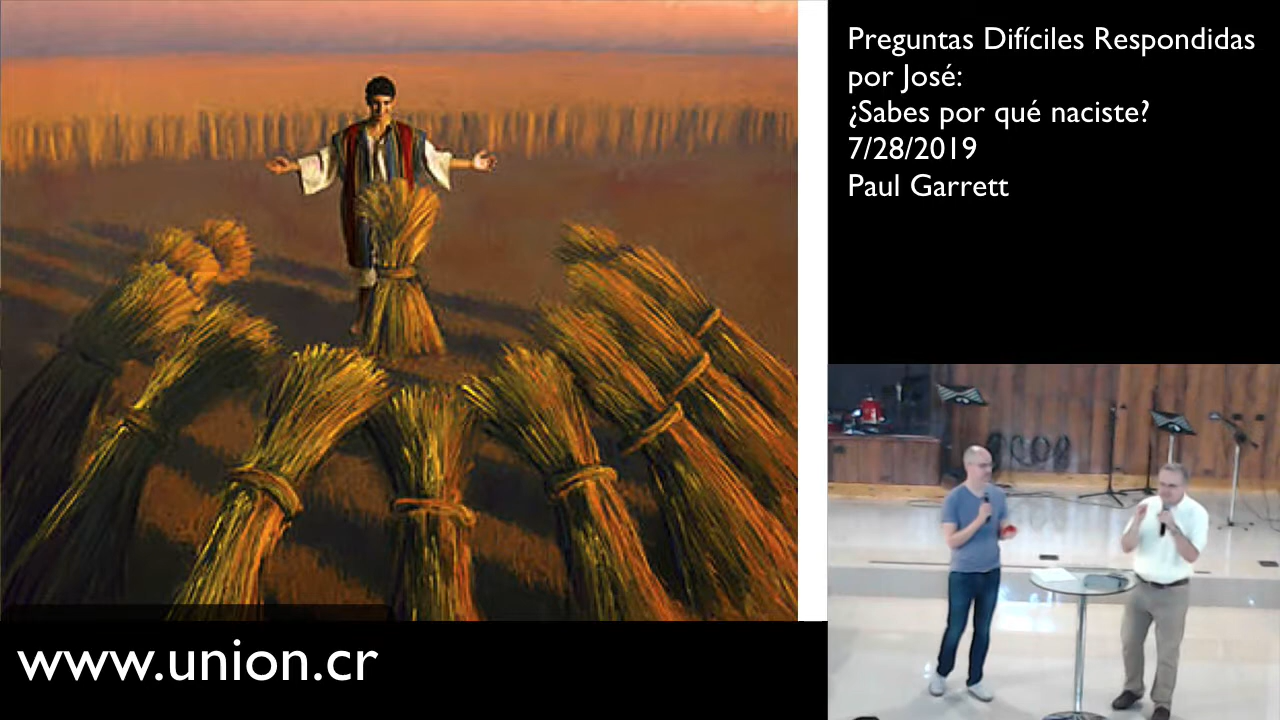 Preguntas Difíciles Respondidas
por José:
¿Sabes por qué naciste?
7/28/2019
Paul Garrett
www.union.cr